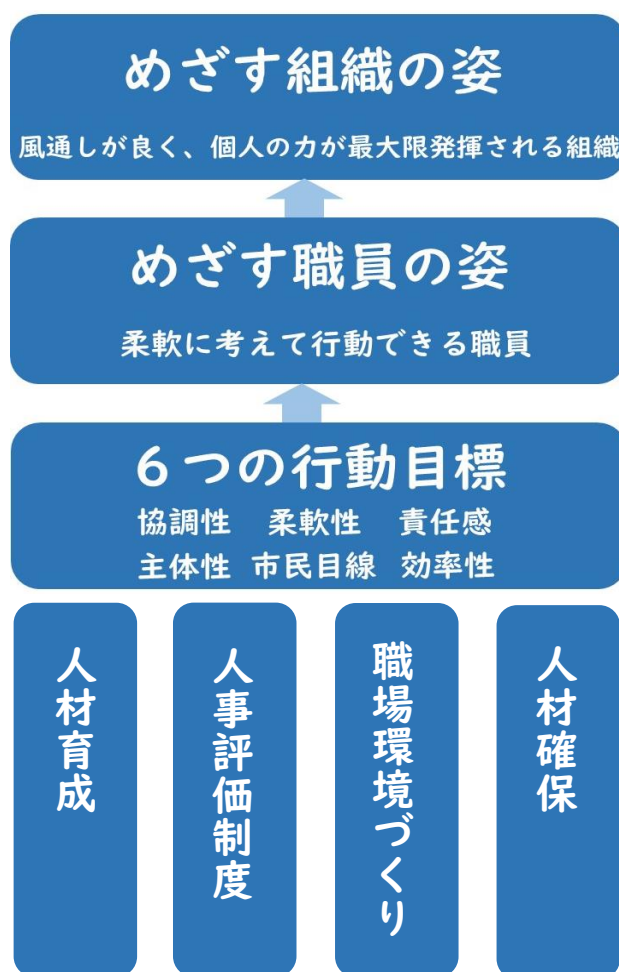 めざす組織の姿
風通しが良く、個人の力が最大限発揮される組織
めざす職員の姿
柔軟に考えて行動できる職員
６つの行動目標
協調性 柔軟性 責任感
主体性 市民目線 効率性
人材育成
人事評価制度
職場環境づくり
人材確保